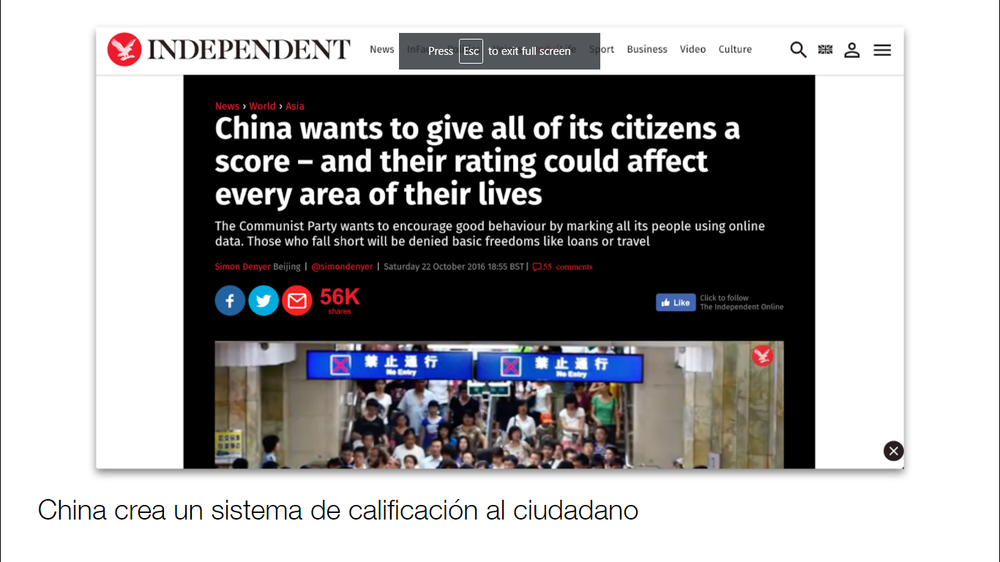 INDEPENDENT
News
Press Esc to exit full screen
Sport Business Video Culture
News › World › Asia
China wants to give all of its citizens a
score – and their rating could affect
every area of their lives
The Communist Party wants to encourage good behaviour by marking all its people using online
data. Those who fall short will be denied basic freedoms like loans or travel
Simon Denyer Beijing | @simondenyer | Saturday 22 October 2016 18:55 BST | 55 comments
56K
shares
Like
Click to follow
The Independent Online
禁止通行 禁止通行
No Entry No Entry
China crea un sistema de calificación al ciudadano